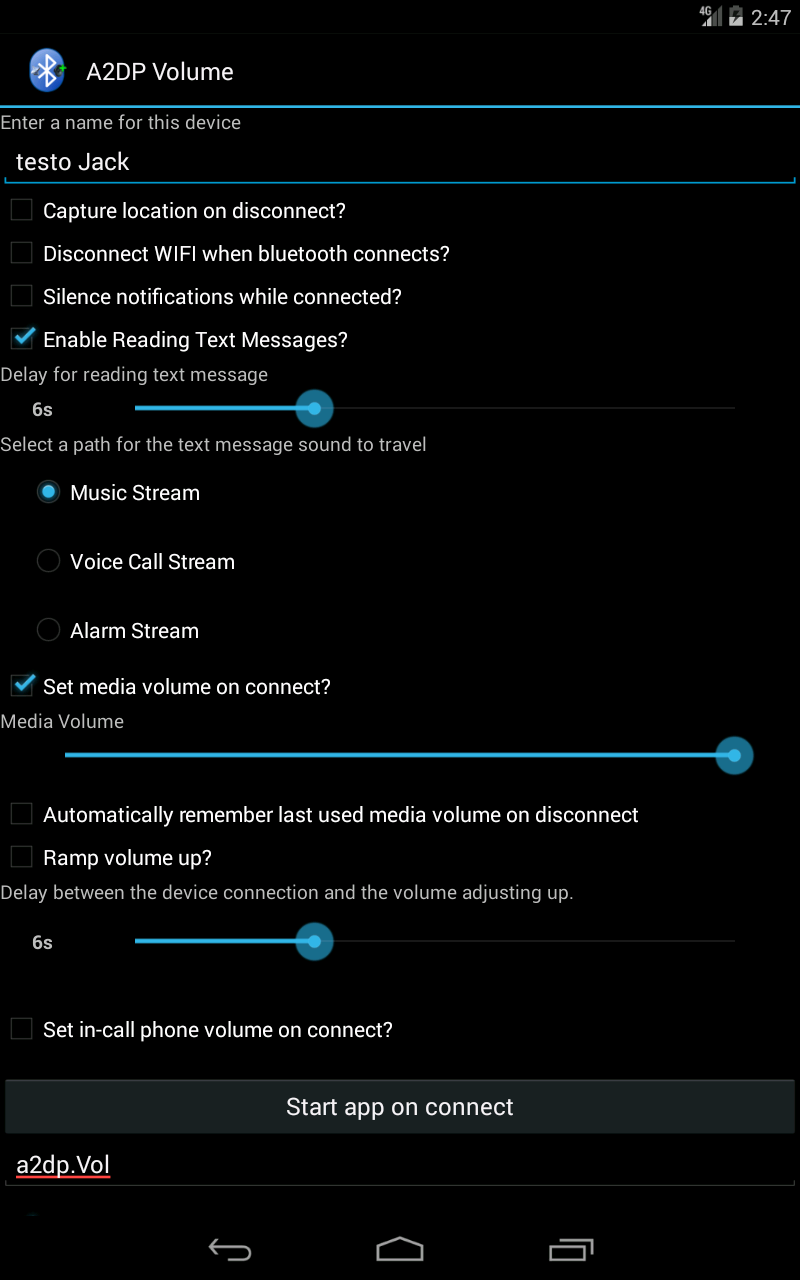 4G 2:47
A2DP Volume
Enter a name for this device
testo Jack
Capture location on disconnect?
Disconnect WIFI when bluetooth connects?
Silence notifications while connected?
Enable Reading Text Messages?
Delay for reading text message
6s
Select a path for the text message sound to travel
Music Stream
Voice Call Stream
Alarm Stream
Set media volume on connect?
Media Volume
Automatically remember last used media volume on disconnect
Ramp volume up?
Delay between the device connection and the volume adjusting up.
6s
Set in-call phone volume on connect?
Start app on connect
a2dp.Vol